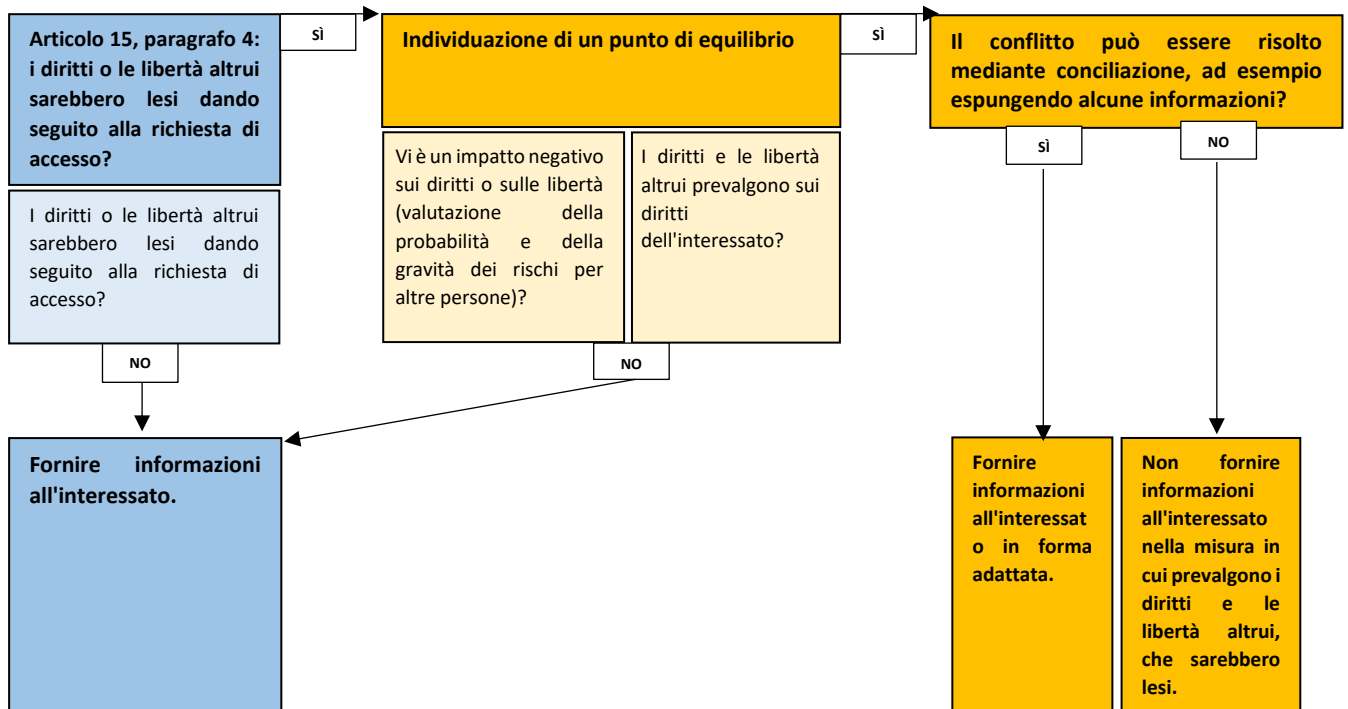 Articolo 15, paragrafo 4:
i diritti o le libertà altrui
sarebbero lesi dando
seguito alla richiesta di
accesso?
SÌ
Individuazione di un punto di equilibrio
SÌ
Il conflitto può essere risolto
mediante conciliazione, ad esempio
espungendo alcune informazioni?
I diritti o le libertà altrui
sarebbero lesi dando
seguito alla richiesta di
accesso?
NO
Vi è un impatto negativo
sui diritti o sulle libertà
(valutazione della
probabilità e della
gravità dei rischi per
altre persone)?
I diritti e le libertà
altrui prevalgono sui
diritti
dell'interessato?
NO
SÌ
NO
Fornire informazioni
all'interessato.
Fornire
informazioni
all'interessat
o in forma
adattata.
Non fornire
informazioni
all'interessato
nella misura in
cui prevalgono i
diritti e le
libertà altrui,
che sarebbero
lesi.